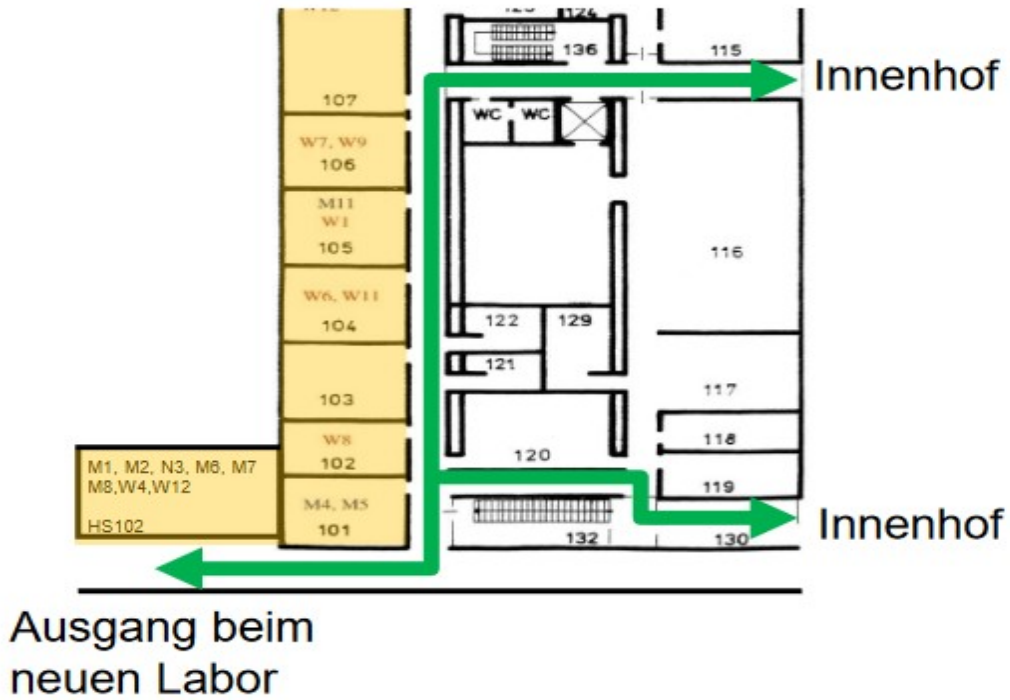 124
136
115
Innenhof
107
WC WC
W7, W9
106
M11
W1
105
116
W6, W11
104
122 129
121
103
117
W8
102
118
120
M1, M2, N3, M6, M7
M8,W4,W12
HS102
119
M4, M5
101
132
130
Innenhof
Ausgang beim
neuen Labor